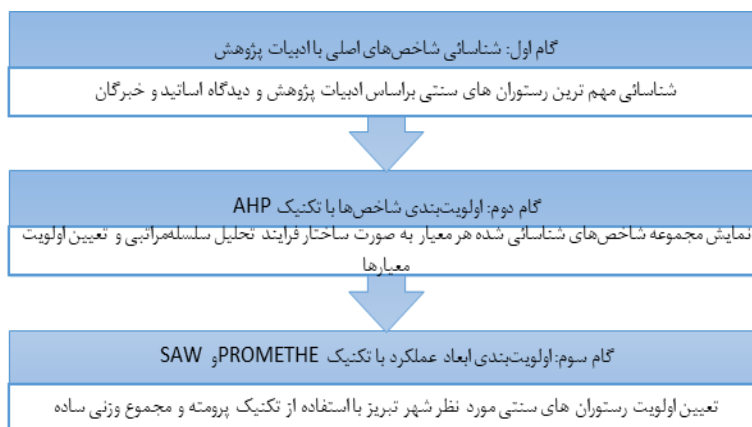 گام اول: شناسائی شاخص‌های اصلی با ادبیات پژوهش
شناسائی مهم ترین رستوران های سنتی براساس ادبیات پژوهش و دیدگاه اساتید و خبرگان
گام دوم: اولویت‌بندی شاخص‌ها با تکنیک AHP
نمایش مجموعه شاخص‌های شناسائی شده هر معیار به صورت ساختار فرایند تحلیل سلسله‌مراتبی و تعیین اولویت
معیارها
گام سوم: اولویت‌بندی ابعاد عملکرد با تکنیک PROMETHEو SAW
تعیین اولویت رستوران های سنتی مورد نظر شهر تبریز با استفاده از تکنیک پرومته و مجموع وزنی ساده